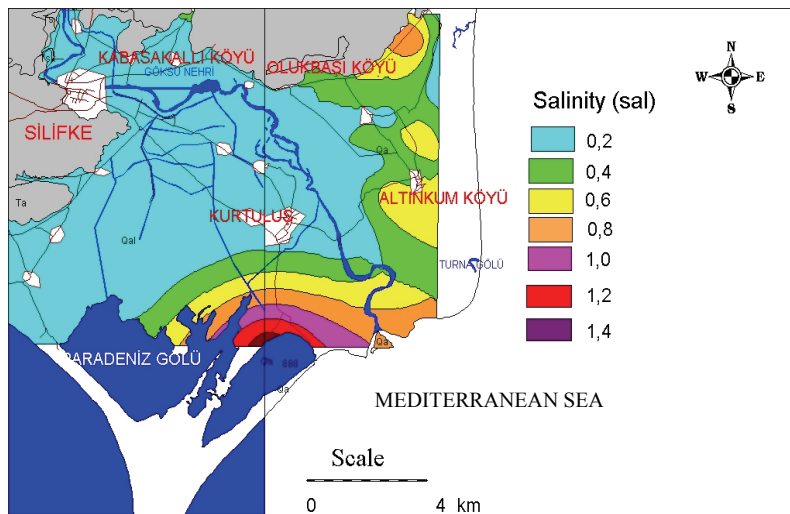 KABASAKALLI KÖYÜ
GÖKSU NEHRİ
OLUKBAŞI KÖYÜ
SİLİFKE
Ta
Qal
Qa
KURTULUŞ
ALTINKUM KÖYÜ
TURNA GÖLÜ
PARADENİZ GÖLÜ
Qa
Qa
MEDITERRANEAN SEA
N
W E
S
Salinity (sal)
0,2
0,4
0,6
0,8
1,0
1,2
1,4
Scale
0 4 km